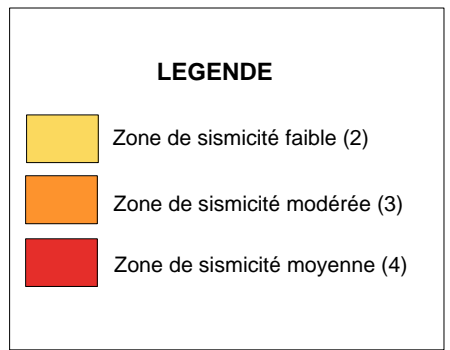 LEGENDE
Zone de sismicité faible (2)
Zone de sismicité modérée (3)
Zone de sismicité moyenne (4)